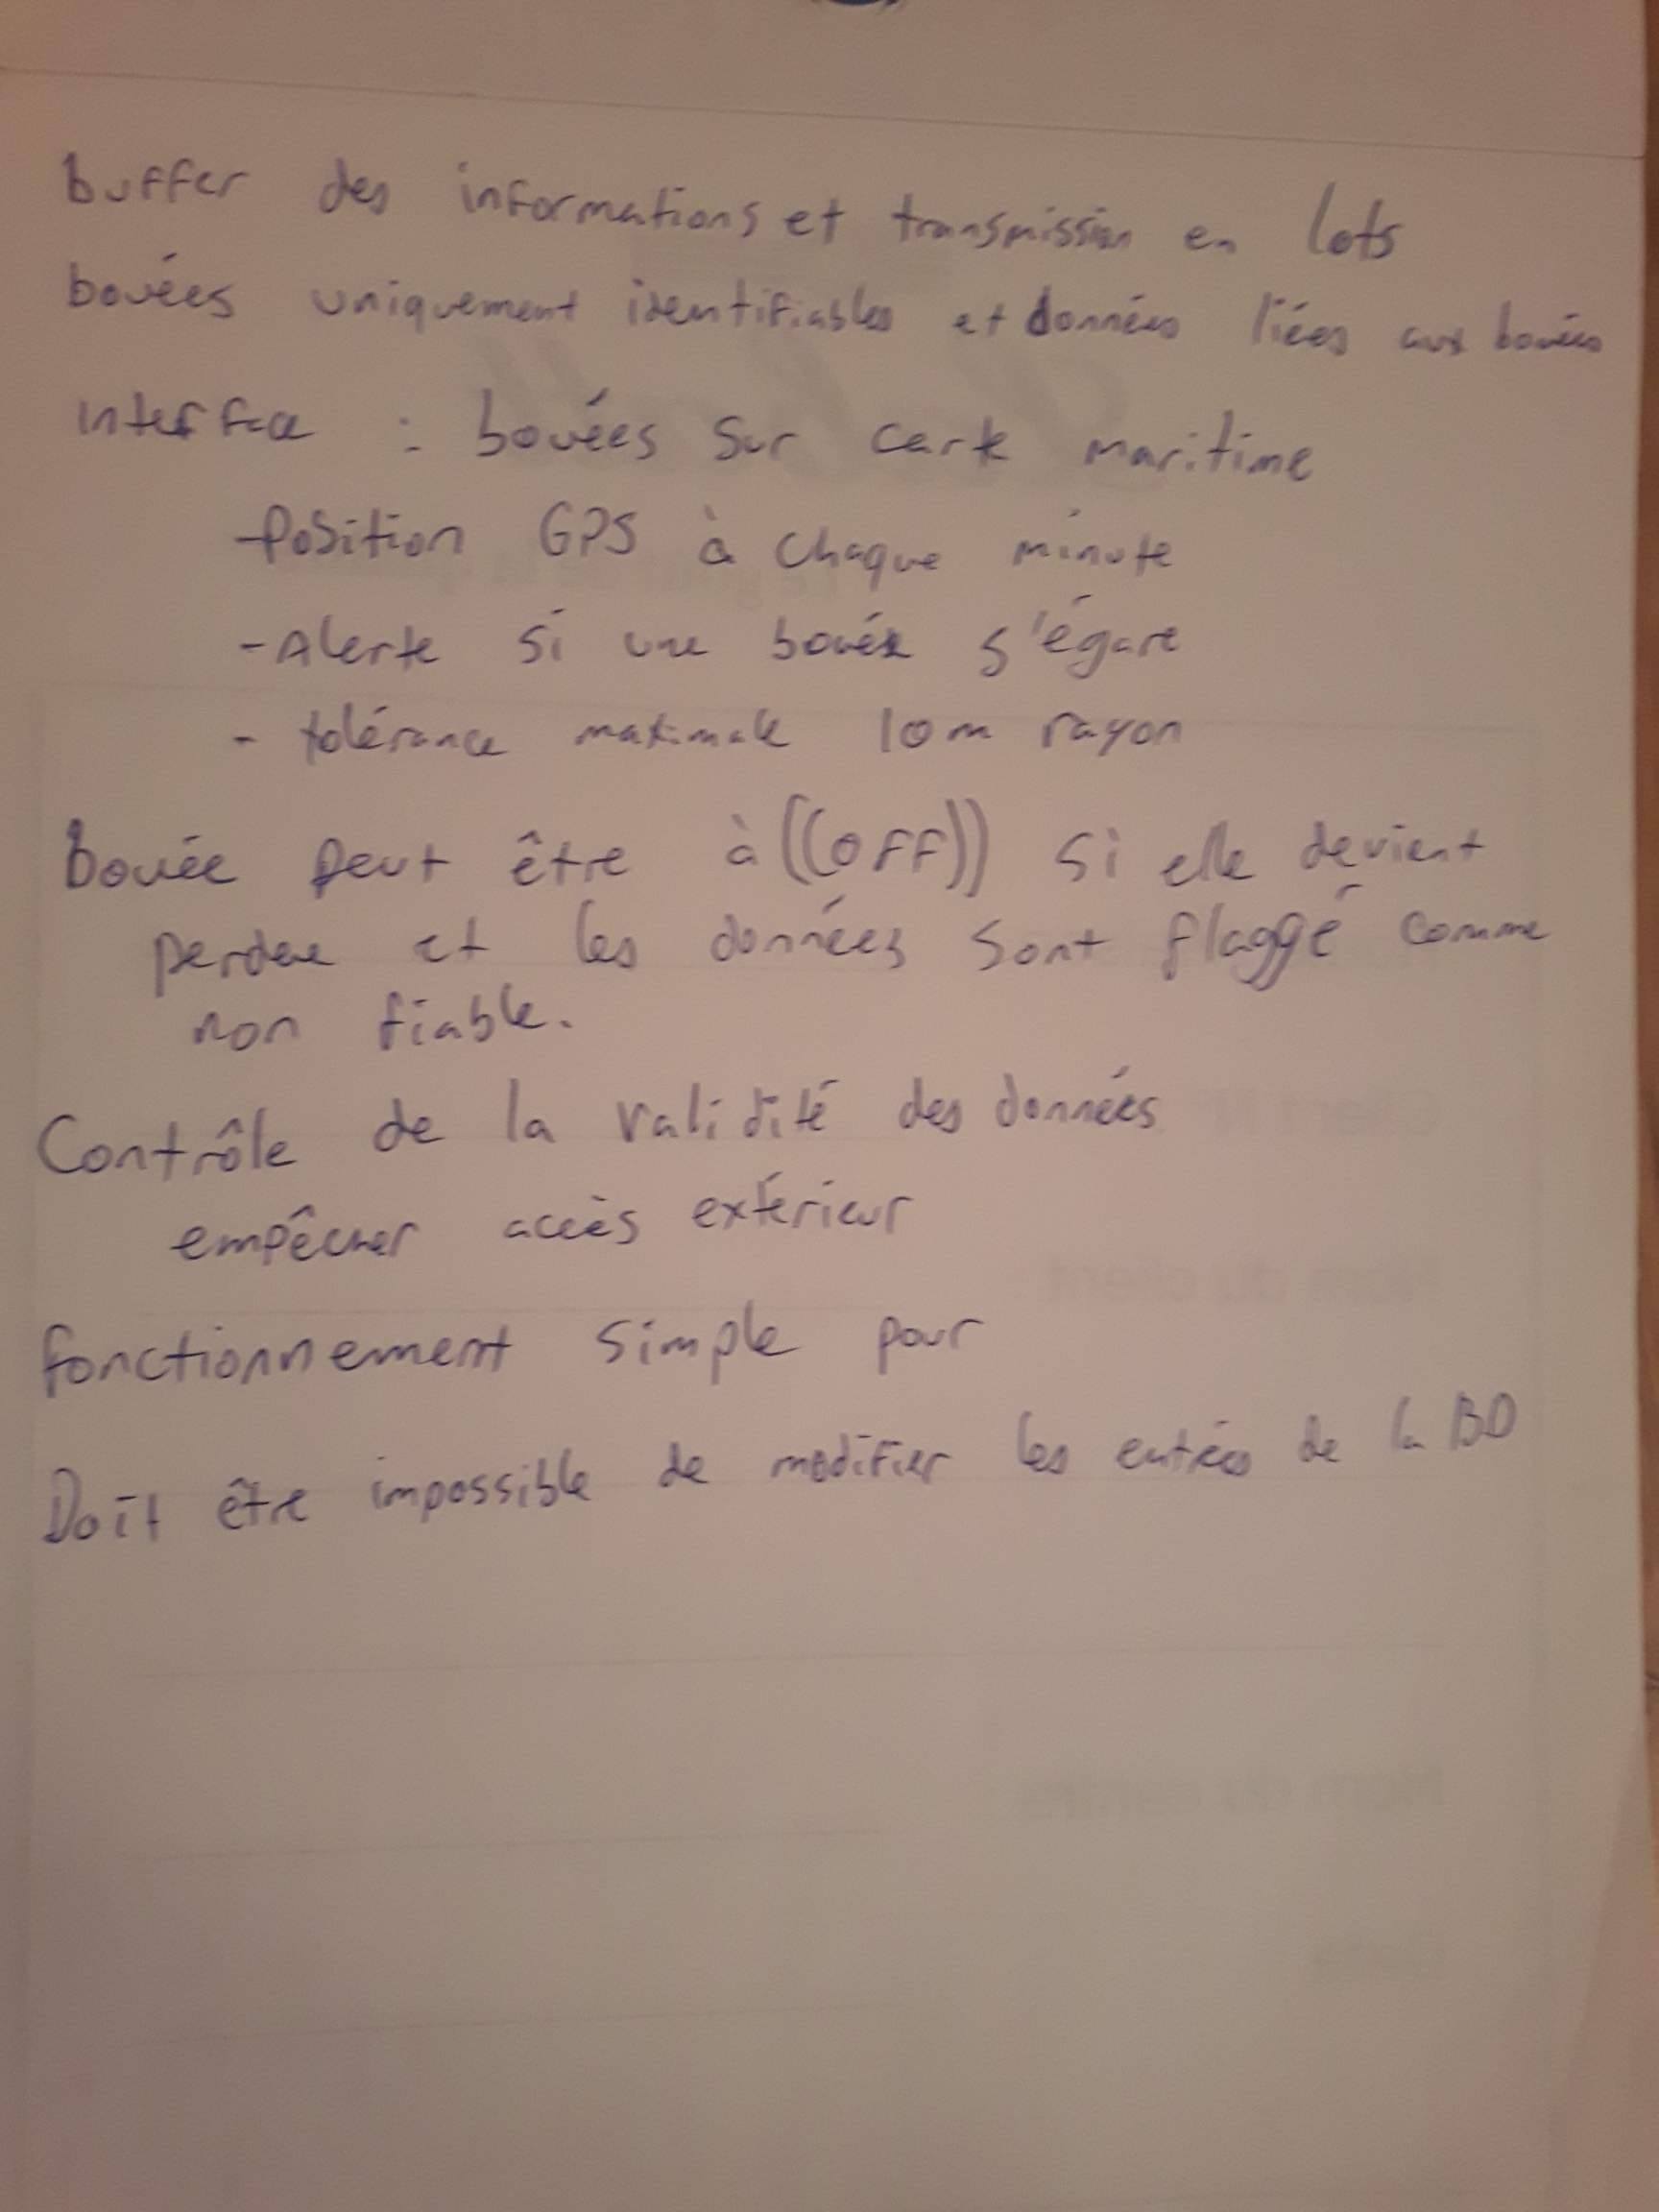 buffer des informations et transmission en lots
bouées uniquement identifiables et données liées aux bouées
interface : bouées sur carte maritime
- Position GPS à chaque minute
- Alerte si une bouée s'égare
- tolérance maximale 10m rayon
Bouée peut être à ((OFF)) si elle devient
perdue et les données sont flaggé comme
non fiable.
Contrôle de la validité des données
empêcher accès extérieur
fonctionnement simple pour
Doit être impossible de modifier les entrées de la BD